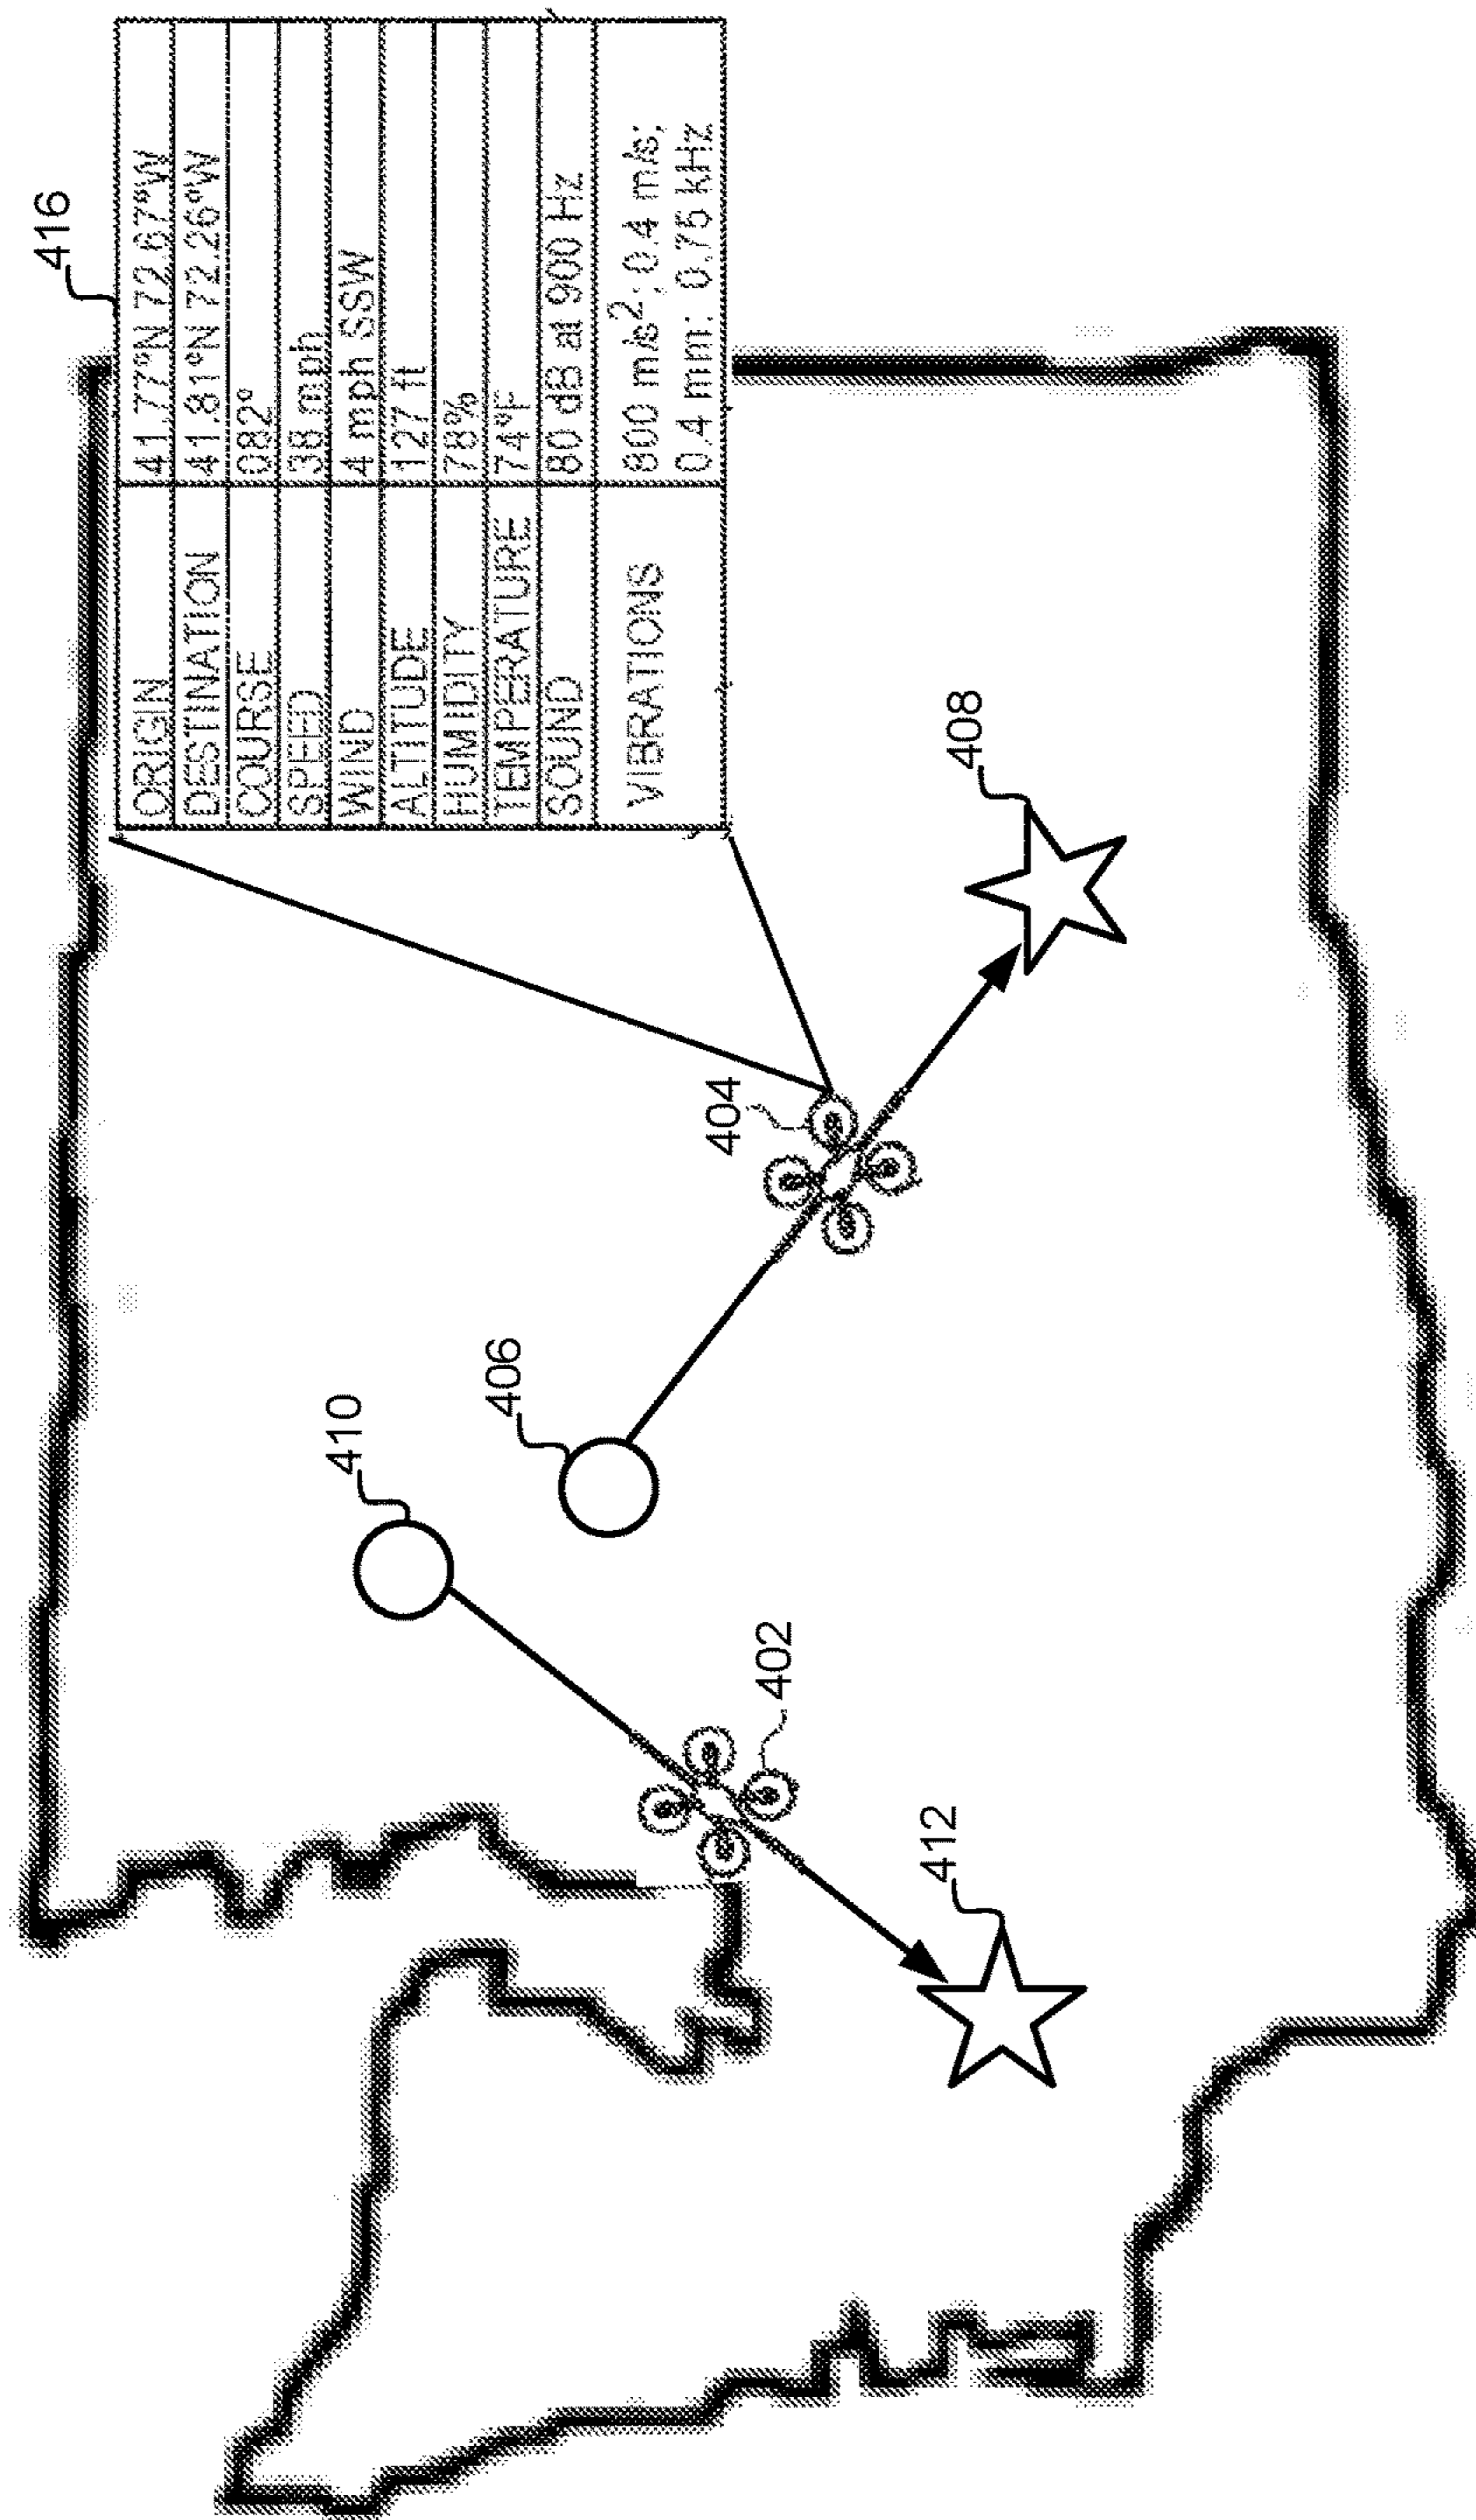 416
ORIGIN 41.77°N 72.67°W
DESTINATION 41.81°N 72.26°W
COURSE 082°
SPEED 38 mph
WIND 4 mph SSW
ALTITUDE 127 ft
HUMIDITY 78%
TEMPERATURE 74°F
SOUND 80 dB at 900 Hz
VIBRATIONS 800 m/s²; 0.4 m/s;
0.4 mm; 0.75 kHz
410
406
404
402
412
408